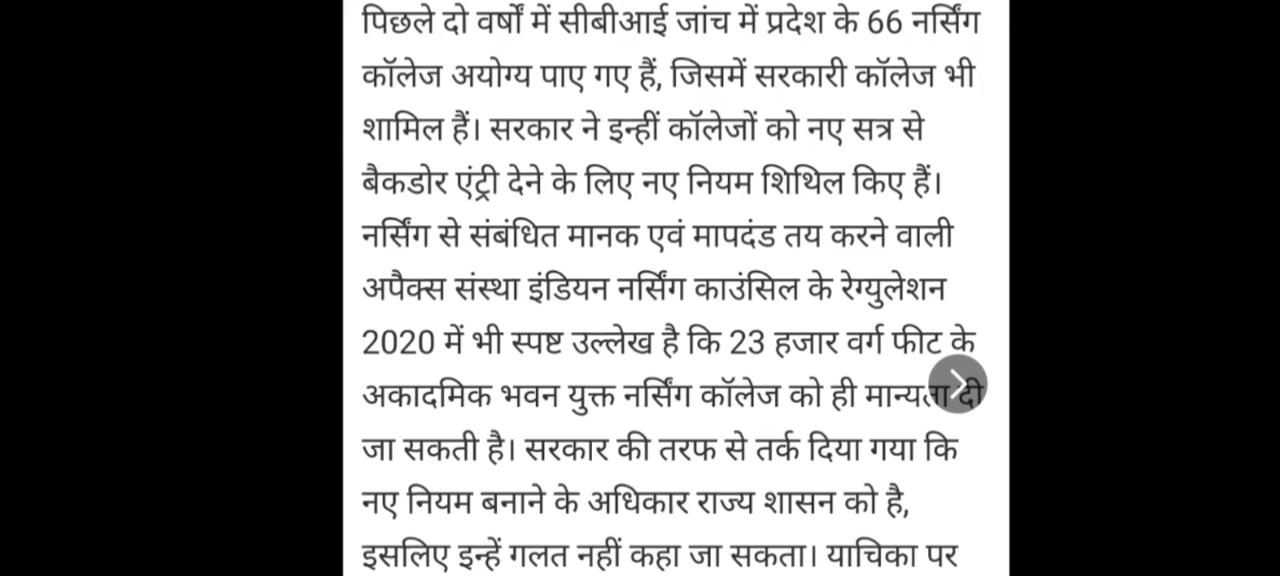 पिछले दो वर्षों में सीबीआई जांच में प्रदेश के 66 नर्सिंग
कॉलेज अयोग्य पाए गए हैं, जिसमें सरकारी कॉलेज भी
शामिल हैं। सरकार ने इन्हीं कॉलेजों को नए सत्र से
बैकडोर एंट्री देने के लिए नए नियम शिथिल किए हैं।
नर्सिंग से संबंधित मानक एवं मापदंड तय करने वाली
अपैक्स संस्था इंडियन नर्सिंग काउंसिल के रेग्युलेशन
2020 में भी स्पष्ट उल्लेख है कि 23 हजार वर्ग फीट के
अकादमिक भवन युक्त नर्सिंग कॉलेज को ही मान्यता दी
जा सकती है। सरकार की तरफ से तर्क दिया गया कि
नए नियम बनाने के अधिकार राज्य शासन को है,
इसलिए इन्हें गलत नहीं कहा जा सकता। याचिका पर